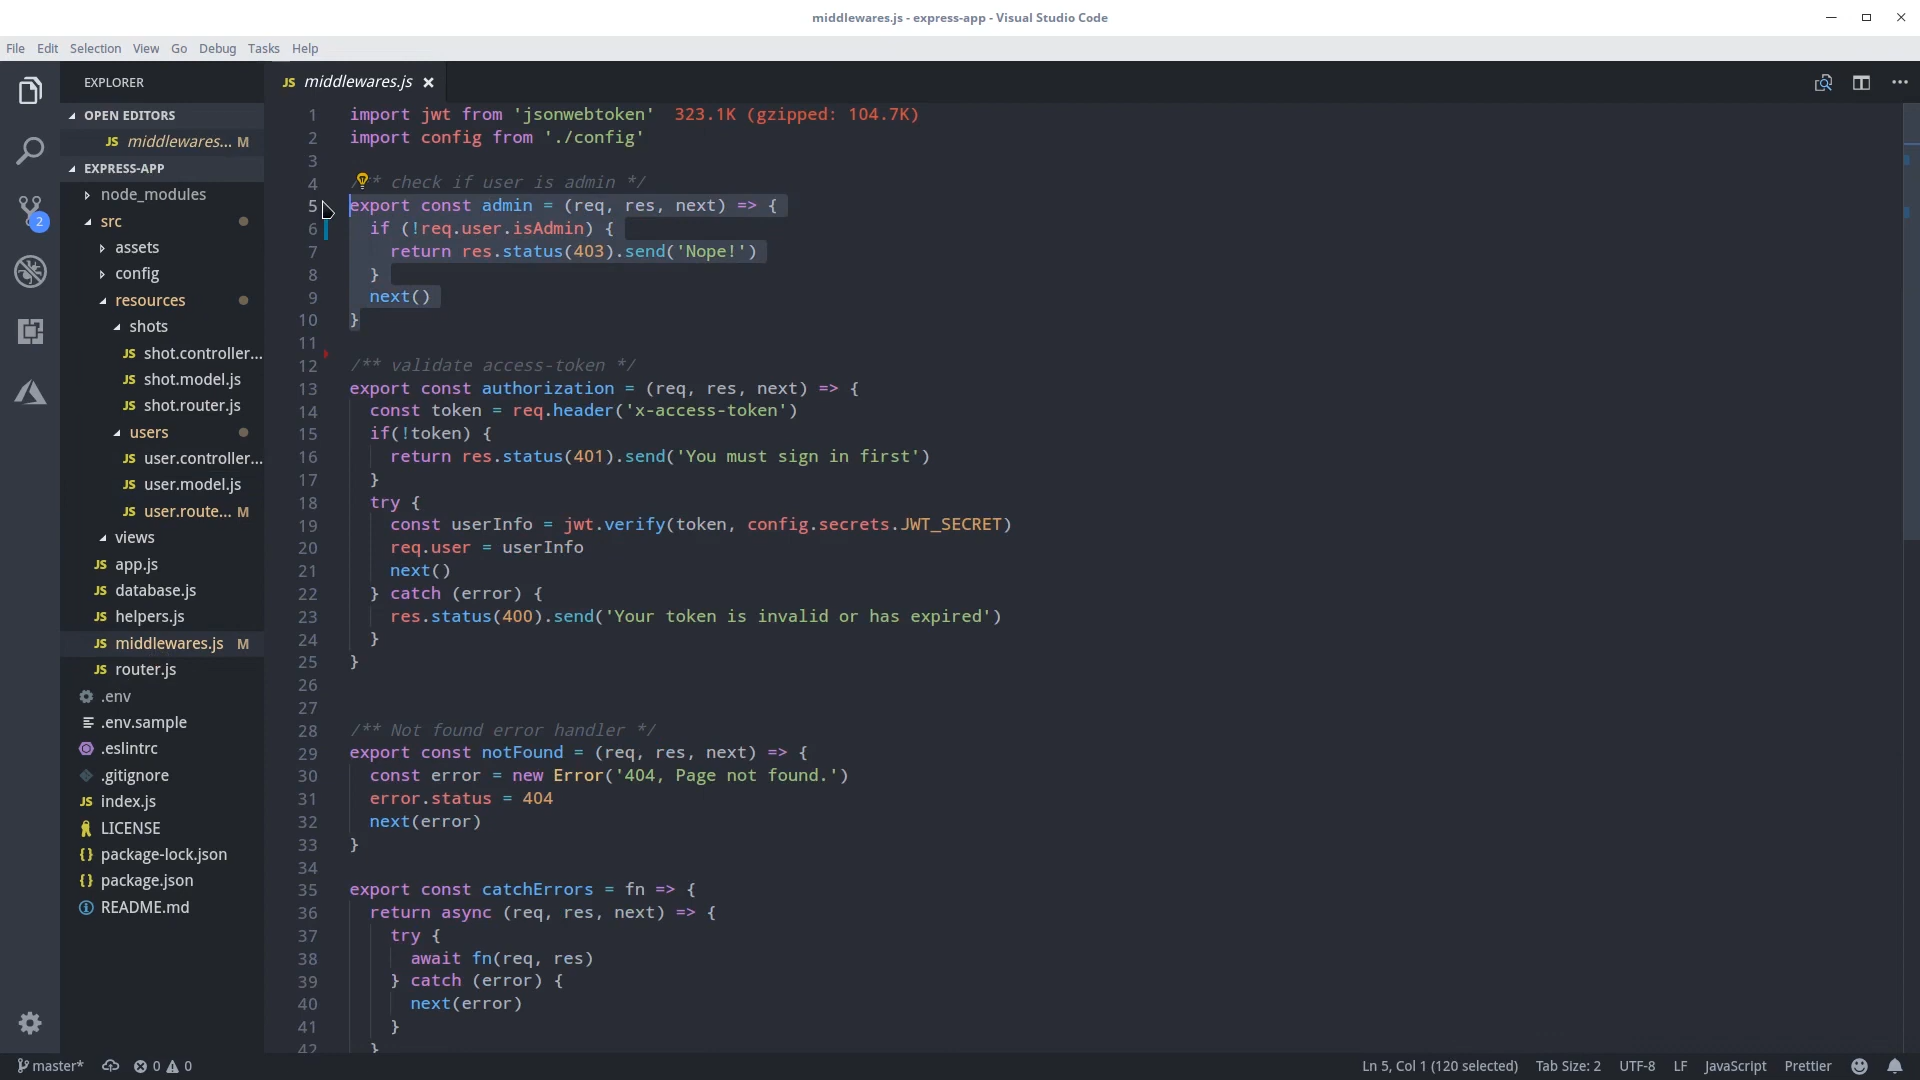 middlewares.js - express-app - Visual Studio Code
File Edit Selection View Go Debug Tasks Help
EXPLORER
OPEN EDITORS
JS middlewares... M
EXPRESS-APP
node_modules
src
assets
config
resources
shots
JS shot.controller...
JS shot.model.js
JS shot.router.js
users
JS user.controller...
JS user.model.js
JS user.route... M
views
JS app.js
JS database.js
JS helpers.js
JS middlewares.js M
JS router.js
.env
.env.sample
.eslintrc
.gitignore
JS index.js
LICENSE
{} package-lock.json
{} package.json
README.md
2
JS middlewares.js
1 import jwt from 'jsonwebtoken' 323.1K (gzipped: 104.7K)
2 import config from './config'
3
4 /** check if user is admin */
5 export const admin = (req, res, next) => {
6 if (!req.user.isAdmin) {
7 return res.status(403).send('Nope!')
8 }
9 next()
10 }
11
12 /** validate access-token */
13 export const authorization = (req, res, next) => {
14 const token = req.header('x-access-token')
15 if(!token) {
16 return res.status(401).send('You must sign in first')
17 }
18 try {
19 const userInfo = jwt.verify(token, config.secrets.JWT_SECRET)
20 req.user = userInfo
21 next()
22 } catch (error) {
23 res.status(400).send('Your token is invalid or has expired')
24 }
25 }
26
27
28 /** Not found error handler */
29 export const notFound = (req, res, next) => {
30 const error = new Error('404, Page not found.')
31 error.status = 404
32 next(error)
33 }
34
35 export const catchErrors = fn => {
36 return async (req, res, next) => {
37 try {
38 await fn(req, res)
39 } catch (error) {
40 next(error)
41 }
42 }
master* 0 0 Ln 5, Col 1 (120 selected) Tab Size: 2 UTF-8 LF JavaScript Prettier